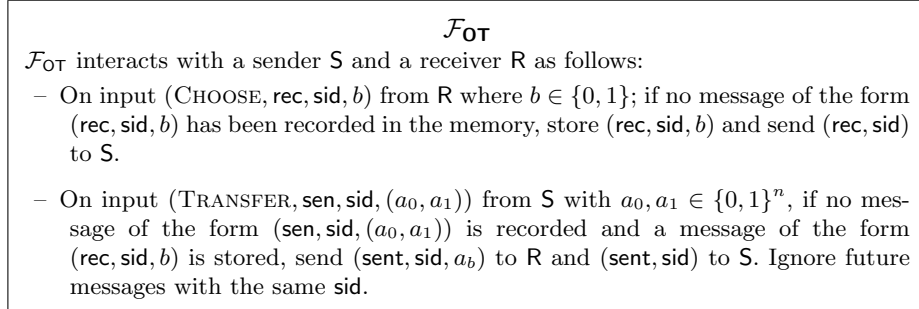 𝓕OT
𝓕OT interacts with a sender S and a receiver R as follows:
– On input (CHOOSE, rec, sid, b) from R where b ∈ {0, 1}; if no message of the form
(rec, sid, b) has been recorded in the memory, store (rec, sid, b) and send (rec, sid)
to S.
– On input (TRANSFER, sen, sid, (a₀, a₁)) from S with a₀, a₁ ∈ {0, 1}ⁿ, if no mes-
sage of the form (sen, sid, (a₀, a₁)) is recorded and a message of the form
(rec, sid, b) is stored, send (sent, sid, a_b) to R and (sent, sid) to S. Ignore future
messages with the same sid.